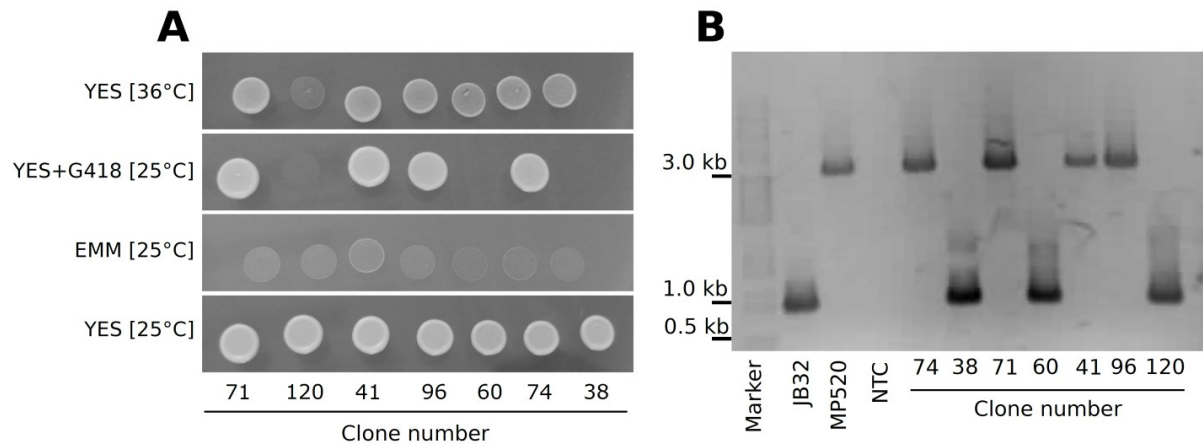 A
YES [36°C]
YES+G418 [25°C]
EMM [25°C]
YES [25°C]
71 120 41 96 60 74 38
Clone number
B
3.0 kb
1.0 kb
0.5 kb
Marker
JB32
MP520
NTC
74 38 71 60 41 96 120
Clone number